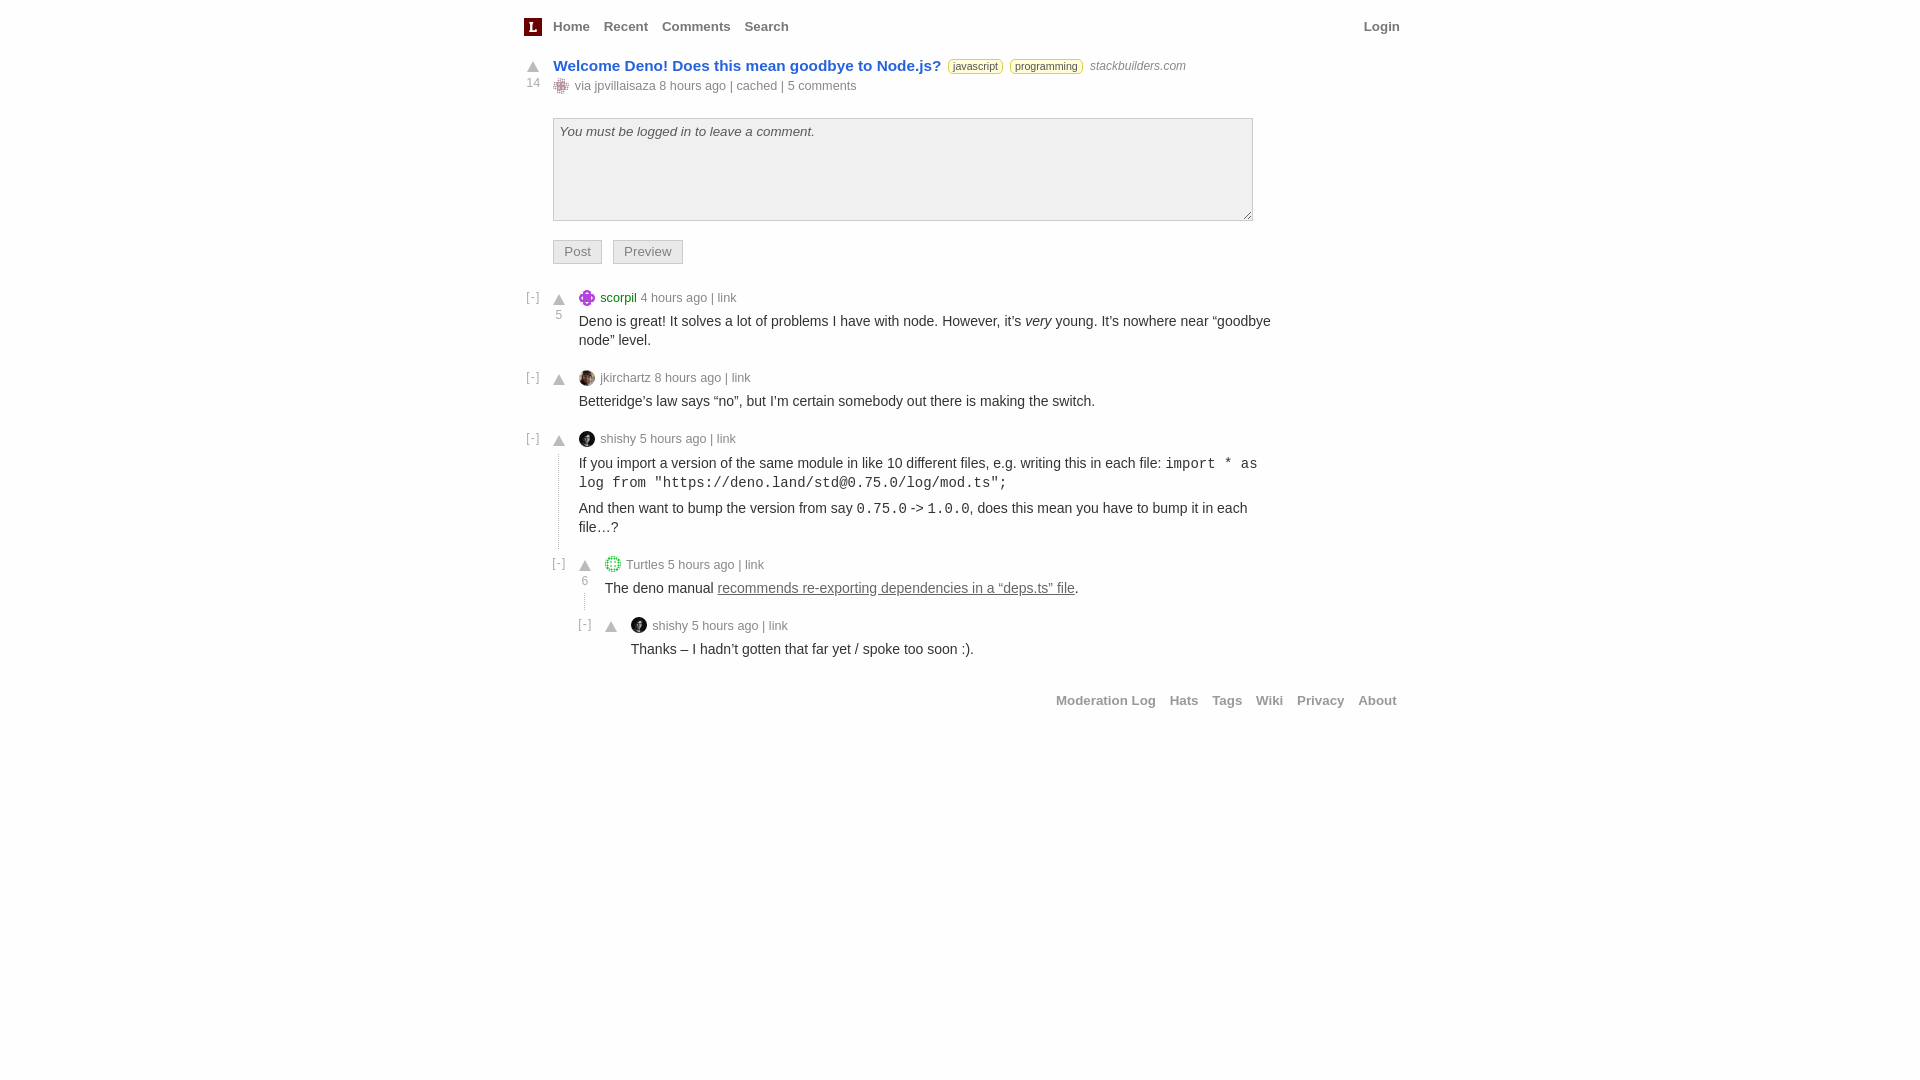 L Home Recent Comments Search Login
Welcome Deno! Does this mean goodbye to Node.js? javascript programming stackbuilders.com
14 via jpvillaisaza 8 hours ago | cached | 5 comments
You must be logged in to leave a comment.
Post Preview
[-] scorpil 4 hours ago | link
5
Deno is great! It solves a lot of problems I have with node. However, it’s very young. It’s nowhere near “goodbye
node” level.
[-] jkirchartz 8 hours ago | link
Betteridge’s law says “no”, but I’m certain somebody out there is making the switch.
[-] shishy 5 hours ago | link
If you import a version of the same module in like 10 different files, e.g. writing this in each file: import * as
log from "https://deno.land/std@0.75.0/log/mod.ts";
And then want to bump the version from say 0.75.0 -> 1.0.0, does this mean you have to bump it in each
file…?
[-] Turtles 5 hours ago | link
6
The deno manual recommends re-exporting dependencies in a “deps.ts” file.
[-] shishy 5 hours ago | link
Thanks – I hadn’t gotten that far yet / spoke too soon :).
Moderation Log Hats Tags Wiki Privacy About